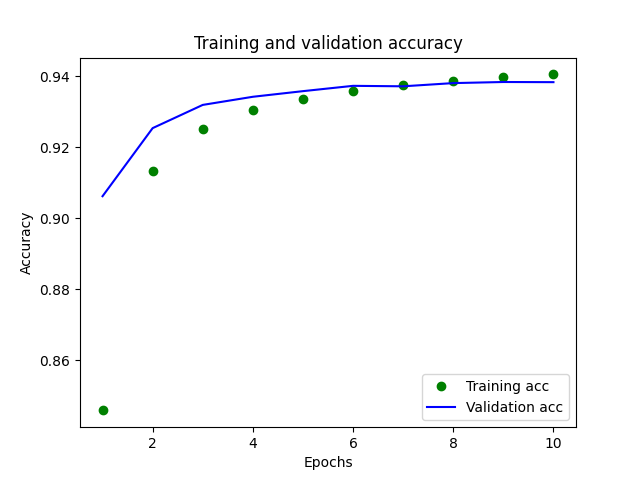 Training and validation accuracy
0.94
0.92
0.90
0.88
0.86
Accuracy
Training acc
Validation acc
2 4 6 8 10
Epochs